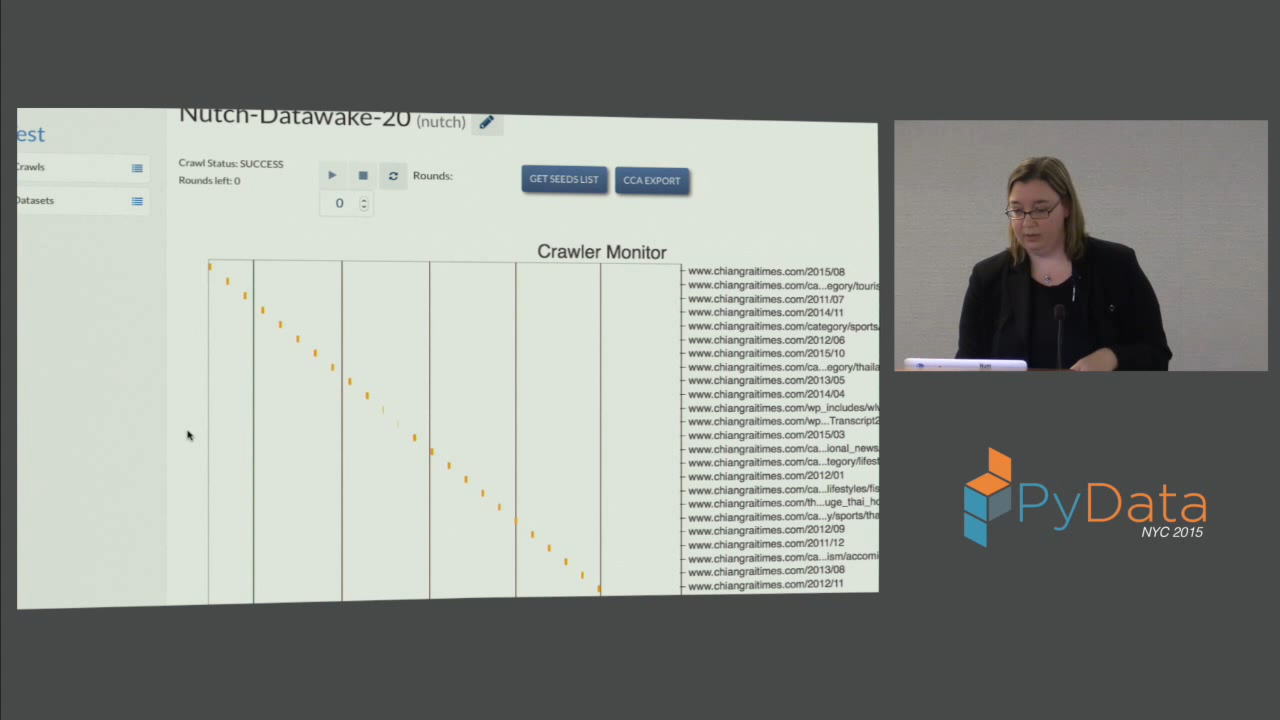 Nutch-Datawake-20 (nutch)
est
Crawls
Datasets
Crawl Status: SUCCESS
Rounds left: 0
Rounds:
0
GET SEEDS LIST
CCA EXPORT
Crawler Monitor
www.chiangraitimes.com/2015/08
www.chiangraitimes.com/ca...egory/touris
www.chiangraitimes.com/2011/07
www.chiangraitimes.com/2014/11
www.chiangraitimes.com/category/sports/
www.chiangraitimes.com/2012/06
www.chiangraitimes.com/2015/10
www.chiangraitimes.com/ca...egory/thaila
www.chiangraitimes.com/2013/05
www.chiangraitimes.com/2014/04
www.chiangraitimes.com/wp_includes/wlw
www.chiangraitimes.com/wp...Transcript2
www.chiangraitimes.com/2015/03
www.chiangraitimes.com/ca...ional_news
www.chiangraitimes.com/ca...tegory/lifest
www.chiangraitimes.com/2012/01
www.chiangraitimes.com/ca...lifestyles/fis
www.chiangraitimes.com/th...uge_thai_ho
www.chiangraitimes.com/ca...y/sports/tha
www.chiangraitimes.com/2012/09
www.chiangraitimes.com/2011/12
www.chiangraitimes.com/ca...ism/accomi
www.chiangraitimes.com/2013/08
www.chiangraitimes.com/2012/11
PyData
NYC 2015